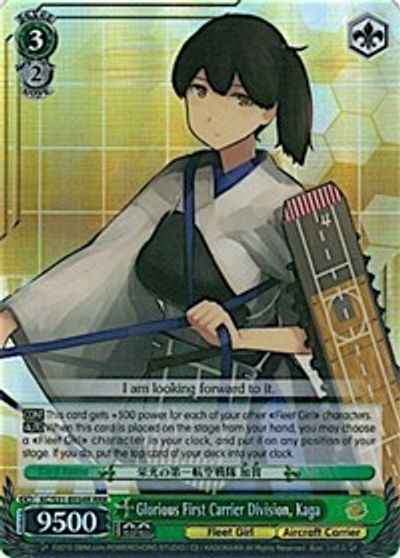 LEVEL
3
2
COST
4
I am looking forward to it.
CONT This card gets +500 power for each of your other «Fleet Girl» characters.
AUTO When this card is placed on the stage from your hand, you may choose
a «Fleet Girl» character in your clock, and put it on any position of your
stage. If you do, put the top card of your deck into your clock.
栄光の第一航空戦隊 加賀
Glorious First Carrier Division, Kaga
9500
Fleet Girl
Aircraft Carrier